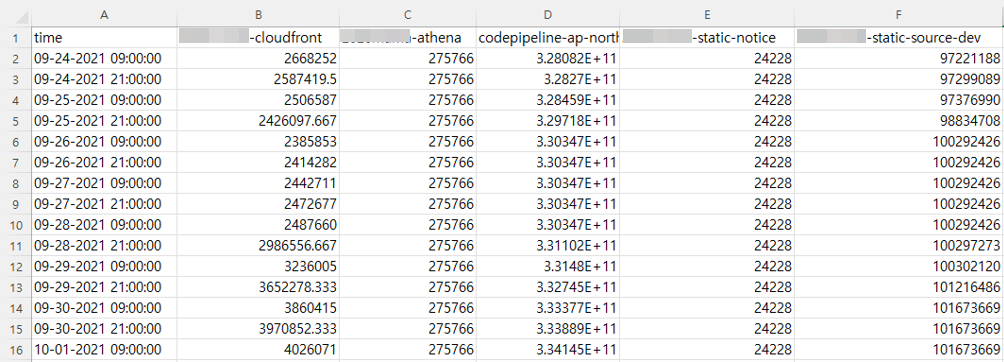 A B C D E F
1 time -cloudfront -athena codepipeline-ap-north -static-notice -static-source-dev
2 09-24-2021 09:00:00 2668252 275766 3.28082E+11 24228 97221188
3 09-24-2021 21:00:00 2587419.5 275766 3.2827E+11 24228 97299089
4 09-25-2021 09:00:00 2506587 275766 3.28459E+11 24228 97376990
5 09-25-2021 21:00:00 2426097.667 275766 3.29718E+11 24228 98834708
6 09-26-2021 09:00:00 2385853 275766 3.30347E+11 24228 100292426
7 09-26-2021 21:00:00 2414282 275766 3.30347E+11 24228 100292426
8 09-27-2021 09:00:00 2442711 275766 3.30347E+11 24228 100292426
9 09-27-2021 21:00:00 2472677 275766 3.30347E+11 24228 100292426
10 09-28-2021 09:00:00 2487660 275766 3.30347E+11 24228 100292426
11 09-28-2021 21:00:00 2986556.667 275766 3.31102E+11 24228 100297273
12 09-29-2021 09:00:00 3236005 275766 3.3148E+11 24228 100302120
13 09-29-2021 21:00:00 3652278.333 275766 3.32745E+11 24228 101216486
14 09-30-2021 09:00:00 3860415 275766 3.33377E+11 24228 101673669
15 09-30-2021 21:00:00 3970852.333 275766 3.33889E+11 24228 101673669
16 10-01-2021 09:00:00 4026071 275766 3.34145E+11 24228 101673669